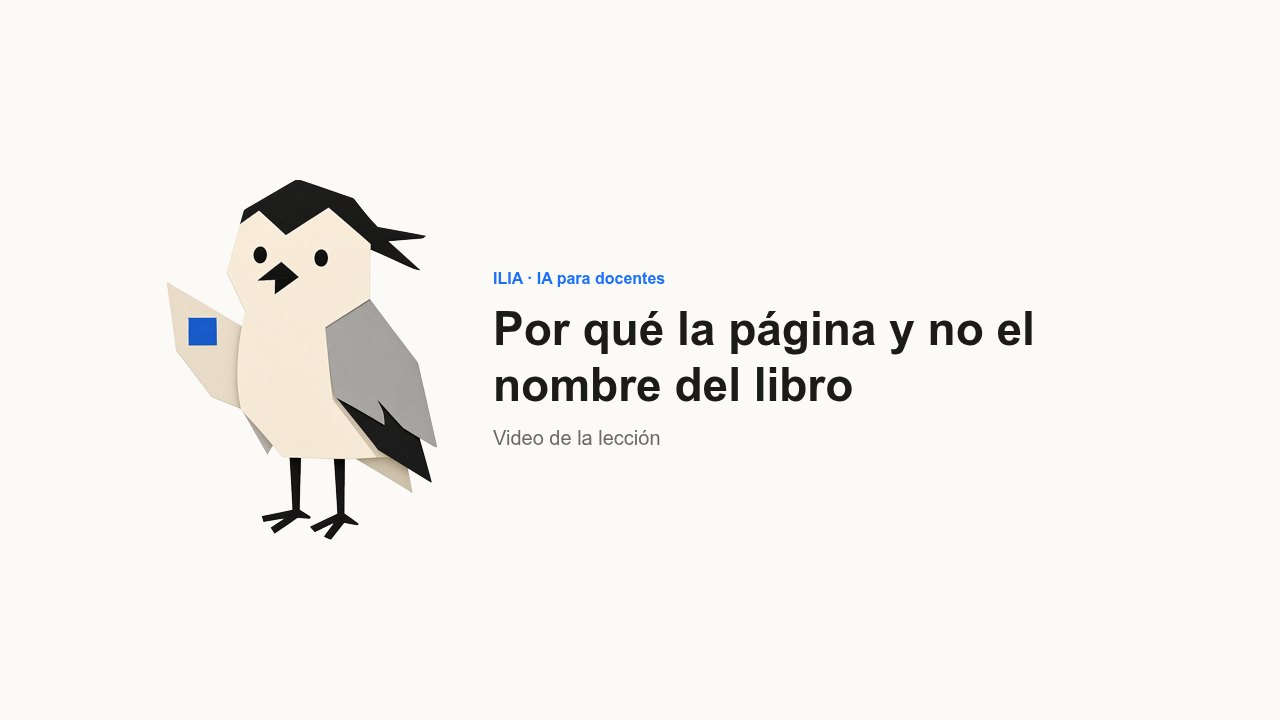 ILIA · IA para docentes
Por qué la página y no el
nombre del libro
Video de la lección